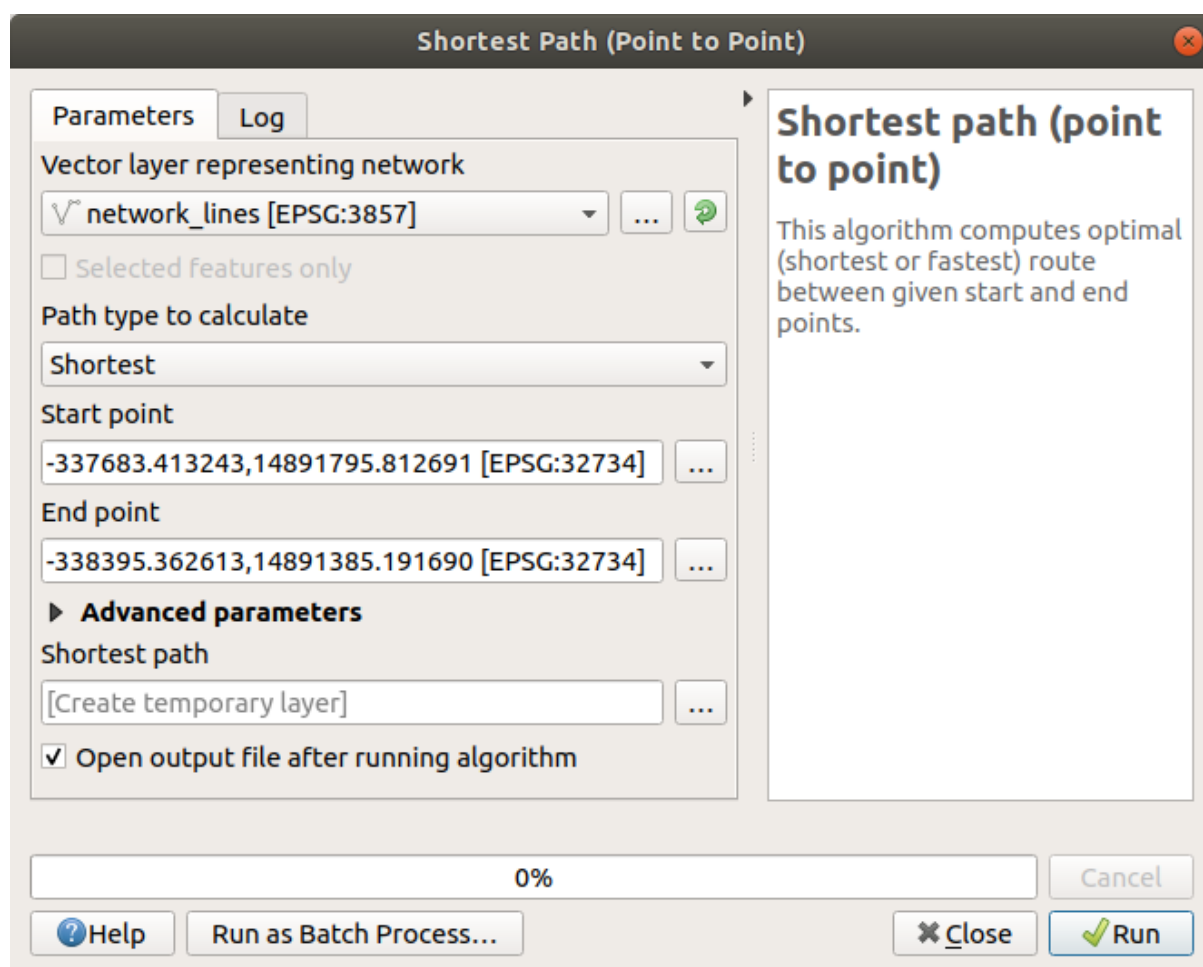 Shortest Path (Point to Point)
Parameters
Log
Vector layer representing network
network_lines [EPSG:3857]
...
Selected features only
Path type to calculate
Shortest
Start point
-337683.413243,14891795.812691 [EPSG:32734]
...
End point
-338395.362613,14891385.191690 [EPSG:32734]
...
Advanced parameters
Shortest path
[Create temporary layer]
...
Open output file after running algorithm
Shortest path (point
to point)
This algorithm computes optimal
(shortest or fastest) route
between given start and end
points.
0%
Cancel
Help
Run as Batch Process...
Close
Run